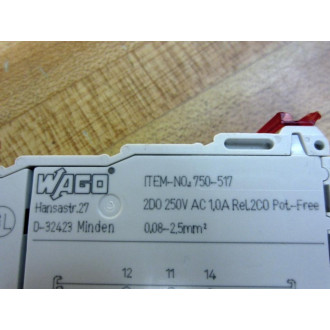 WAGO
Hansastr.27
D-32423 Minden
ITEM-NO.:750-517
2DO 250V AC 1,0A Rel.2CO Pot.-Free
0,08-2,5mm²
12 11 14